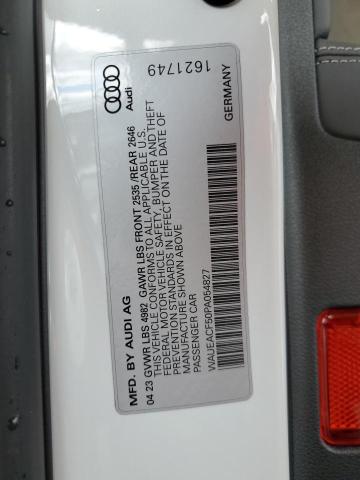 Audi
1621749
MFD. BY AUDI AG
GERMANY
04 23 GVWR LBS 4982 GAWR LBS FRONT 2535 /REAR 2646
THIS VEHICLE CONFORMS TO ALL APPLICABLE U.S.
FEDERAL MOTOR VEHICLE SAFETY, BUMPER AND THEFT
PREVENTION STANDARDS IN EFFECT ON THE DATE OF
MANUFACTURE SHOWN ABOVE
PASSENGER CAR
WAUEACF50PA054827